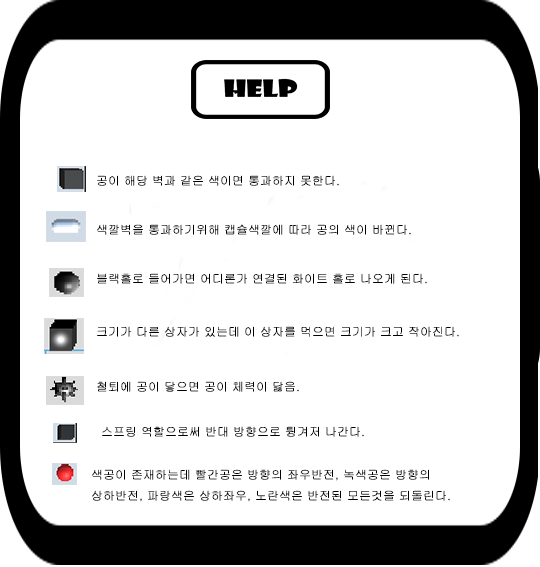 HELP
공이 해당 벽과 같은 색이면 통과하지 못한다.
색깔벽을 통과하기위해 캡슐색깔에 따라 공의 색이 바뀐다.
블랙홀로 들어가면 어디론가 연결된 화이트 홀로 나오게 된다.
크기가 다른 상자가 있는데 이 상자를 먹으면 크기가 크고 작아진다.
철퇴에 공이 닿으면 공이 체력이 닳음.
스프링 역할으로써 반대 방향으로 튕겨저 나간다.
색공이 존재하는데 빨간공은 방향의 좌우반전, 녹색공은 방향의
상하반전, 파랑색은 상하좌우, 노란색은 반전된 모든것을 되돌린다.